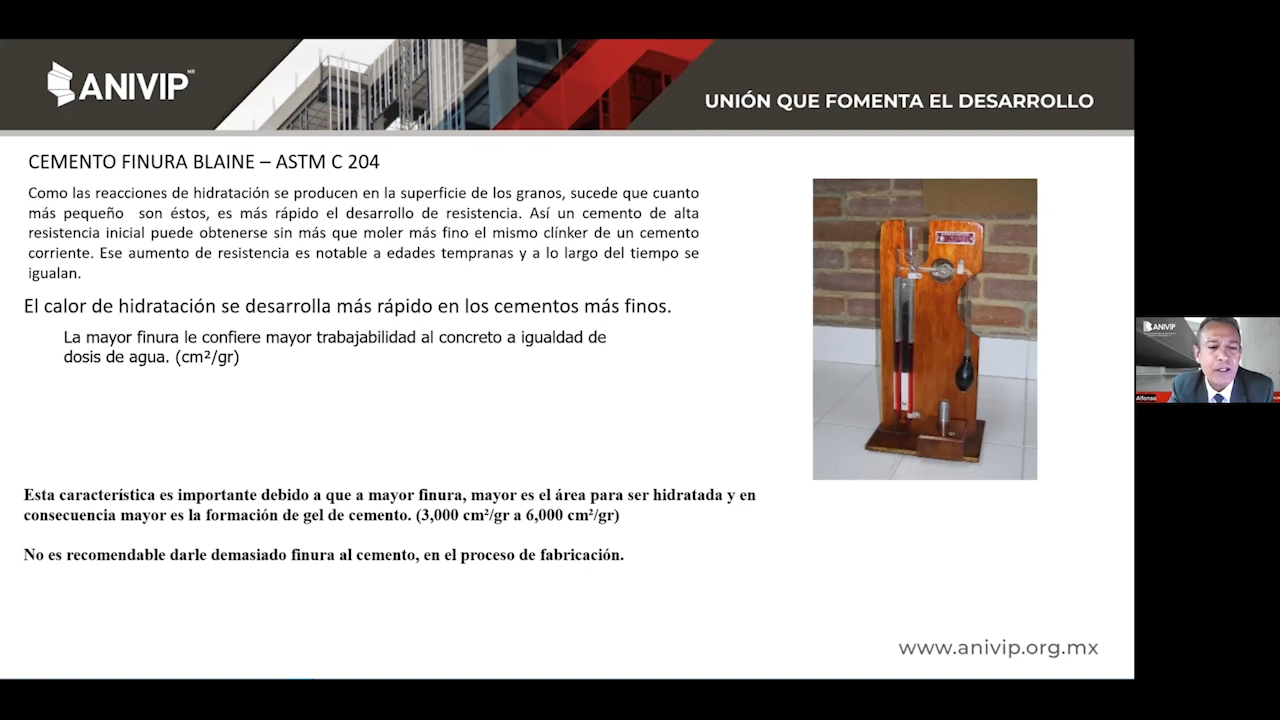 ANIVIP
UNIÓN QUE FOMENTA EL DESARROLLO
CEMENTO FINURA BLAINE – ASTM C 204
Como las reacciones de hidratación se producen en la superficie de los granos, sucede que cuanto
más pequeño son éstos, es más rápido el desarrollo de resistencia. Así un cemento de alta
resistencia inicial puede obtenerse sin más que moler más fino el mismo clínker de un cemento
corriente. Ese aumento de resistencia es notable a edades tempranas y a lo largo del tiempo se
igualan.
El calor de hidratación se desarrolla más rápido en los cementos más finos.
La mayor finura le confiere mayor trabajabilidad al concreto a igualdad de
dosis de agua. (cm²/gr)
Esta característica es importante debido a que a mayor finura, mayor es el área para ser hidratada y en
consecuencia mayor es la formación de gel de cemento. (3,000 cm²/gr a 6,000 cm²/gr)
No es recomendable darle demasiado finura al cemento, en el proceso de fabricación.
www.anivip.org.mx
ANIVIP
Alfonso